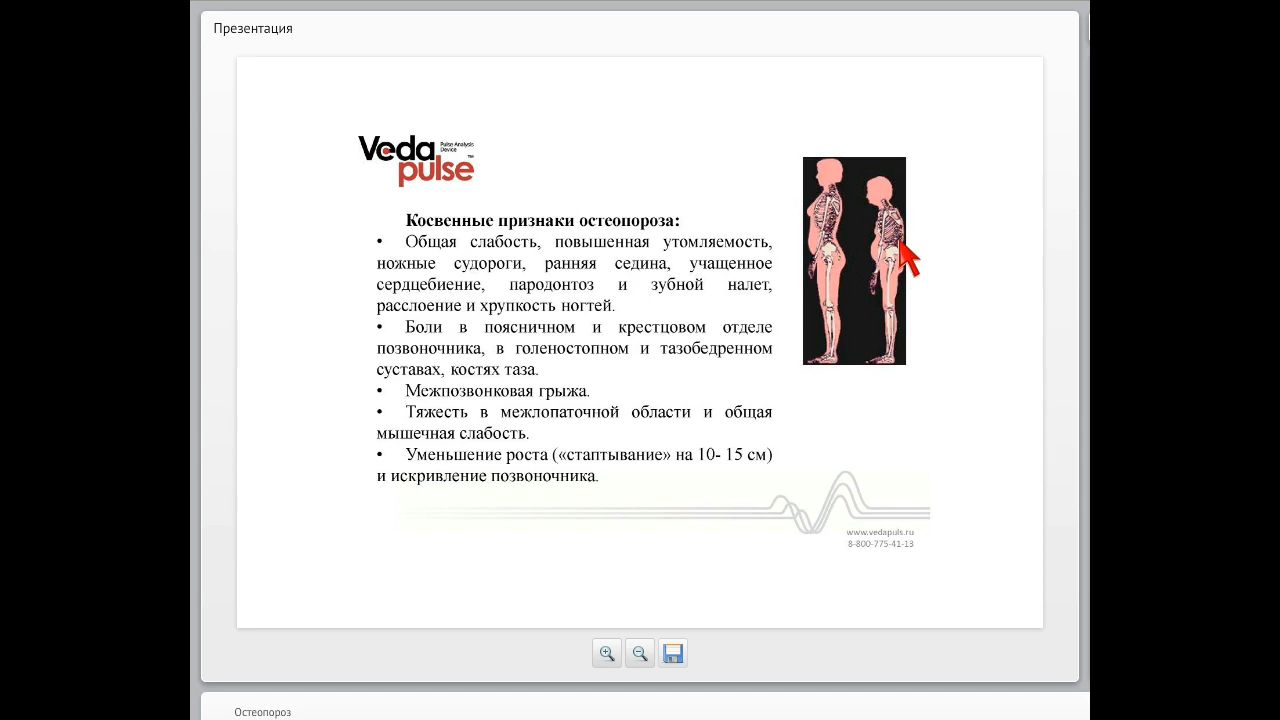 Презентация
Veda
Pulse Analysis
Device
pulse
TM
Косвенные признаки остеопороза:
• Общая слабость, повышенная утомляемость,
ножные судороги, ранняя седина, учащенное
сердцебиение, пародонтоз и зубной налет,
расслоение и хрупкость ногтей.
• Боли в поясничном и крестцовом отделе
позвоночника, в голеностопном и тазобедренном
суставах, костях таза.
• Межпозвонковая грыжа.
• Тяжесть в межлопаточной области и общая
мышечная слабость.
• Уменьшение роста («стаптывание» на 10- 15 см)
и искривление позвоночника.
www.vedapuls.ru
8-800-775-41-13
Остеопороз